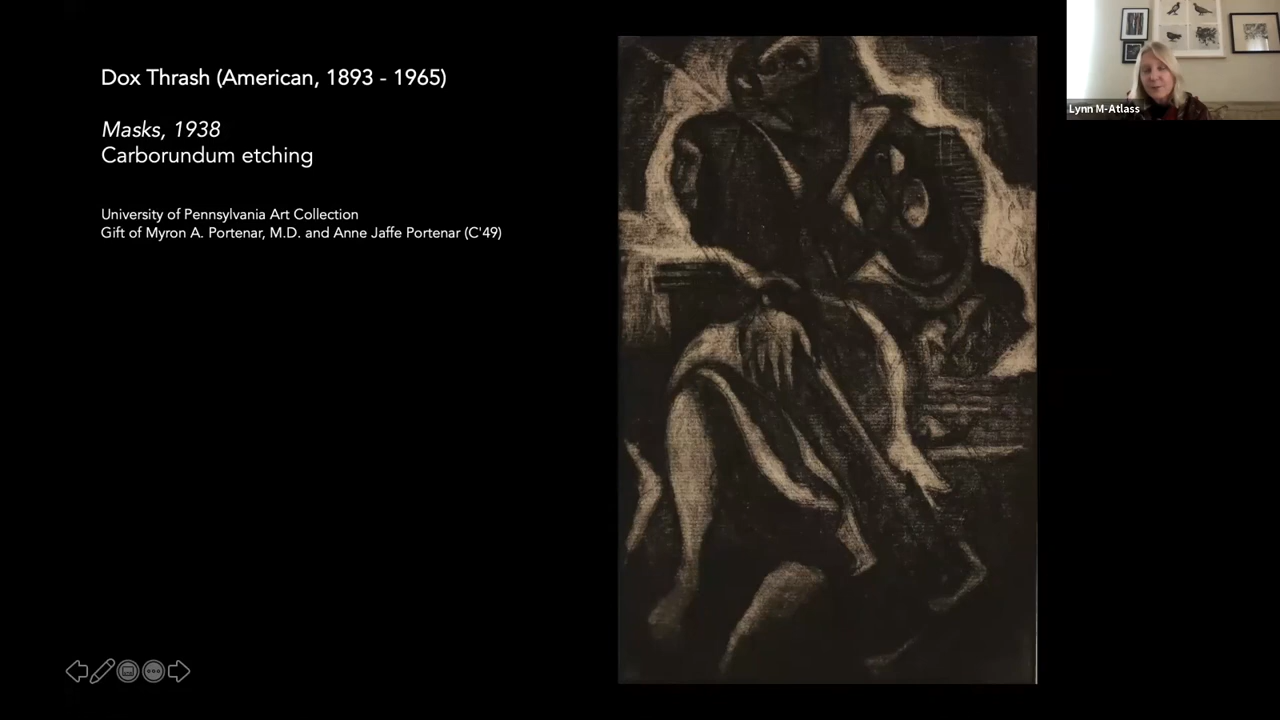 Dox Thrash (American, 1893 - 1965)
Masks, 1938
Carborundum etching
University of Pennsylvania Art Collection
Gift of Myron A. Portenar, M.D. and Anne Jaffe Portenar (C'49)
Lynn M-Atlass